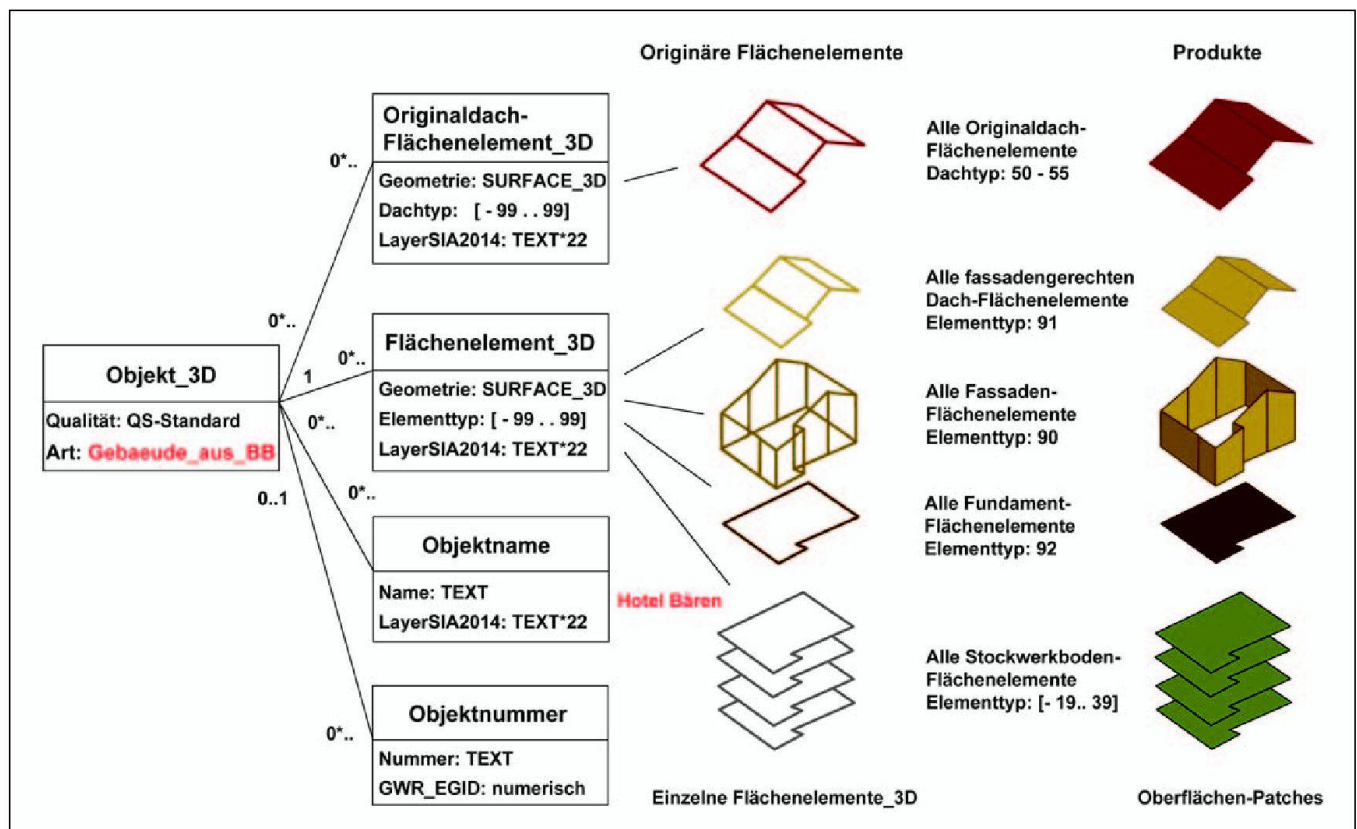 Originäre Flächenelemente
Produkte
Originaldach-
Flächenelement_3D
Geometrie: SURFACE_3D
Dachtyp: [ - 99 . . 99]
LayerSIA2014: TEXT*22
0*..
Alle Originaldach-
Flächenelemente
Dachtyp: 50 - 55
Alle fassadengerechten
Dach-Flächenelemente
Elementtyp: 91
0*..
Flächenelement_3D
Geometrie: SURFACE_3D
Elementtyp: [ - 99 . . 99]
LayerSIA2014: TEXT*22
0*..
1
Objekt_3D
Qualität: QS-Standard
Art: Gebaeude_aus_BB
0*..
0..1
Alle Fassaden-
Flächenelemente
Elementtyp: 90
0*..
Objektname
Name: TEXT
LayerSIA2014: TEXT*22
Hotel Bären
Alle Fundament-
Flächenelemente
Elementtyp: 92
Alle Stockwerkboden-
Flächenelemente
Elementtyp: [- 19.. 39]
0*..
Objektnummer
Nummer: TEXT
GWR_EGID: numerisch
Einzelne Flächenelemente_3D
Oberflächen-Patches